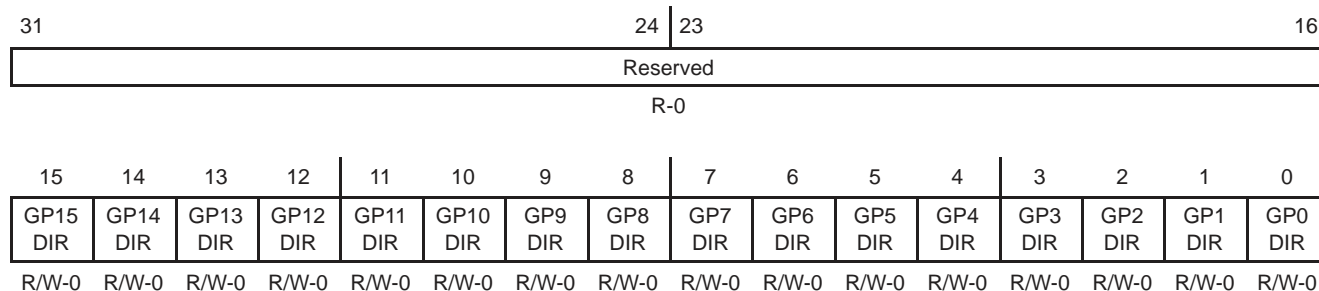 31 24 23 16
Reserved
R-0
15 14 13 12 11 10 9 8 7 6 5 4 3 2 1 0
GP15 GP14 GP13 GP12 GP11 GP10 GP9 GP8 GP7 GP6 GP5 GP4 GP3 GP2 GP1 GP0
DIR DIR DIR DIR DIR DIR DIR DIR DIR DIR DIR DIR DIR DIR DIR DIR
R/W-0 R/W-0 R/W-0 R/W-0 R/W-0 R/W-0 R/W-0 R/W-0 R/W-0 R/W-0 R/W-0 R/W-0 R/W-0 R/W-0 R/W-0 R/W-0